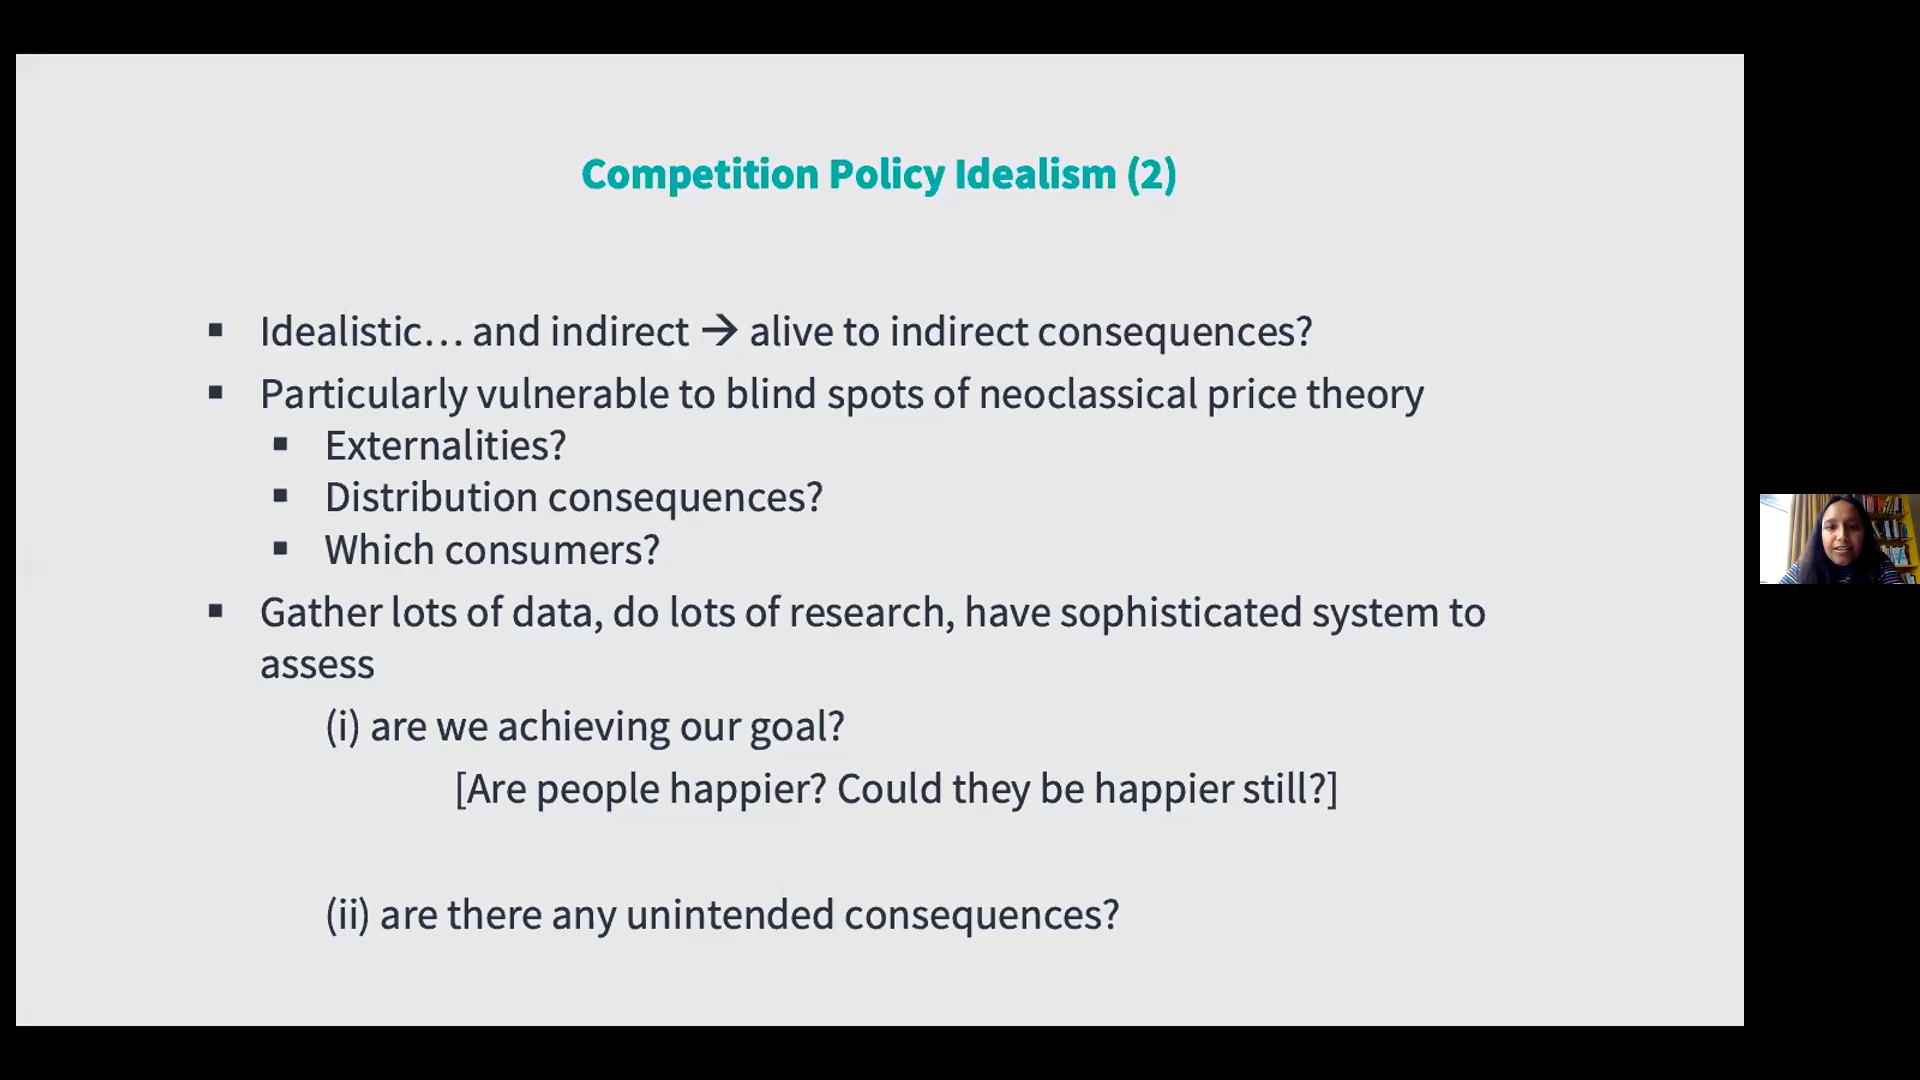 Competition Policy Idealism (2)
▪ Idealistic… and indirect → alive to indirect consequences?
▪ Particularly vulnerable to blind spots of neoclassical price theory
▪ Externalities?
▪ Distribution consequences?
▪ Which consumers?
▪ Gather lots of data, do lots of research, have sophisticated system to
assess
(i) are we achieving our goal?
[Are people happier? Could they be happier still?]
(ii) are there any unintended consequences?